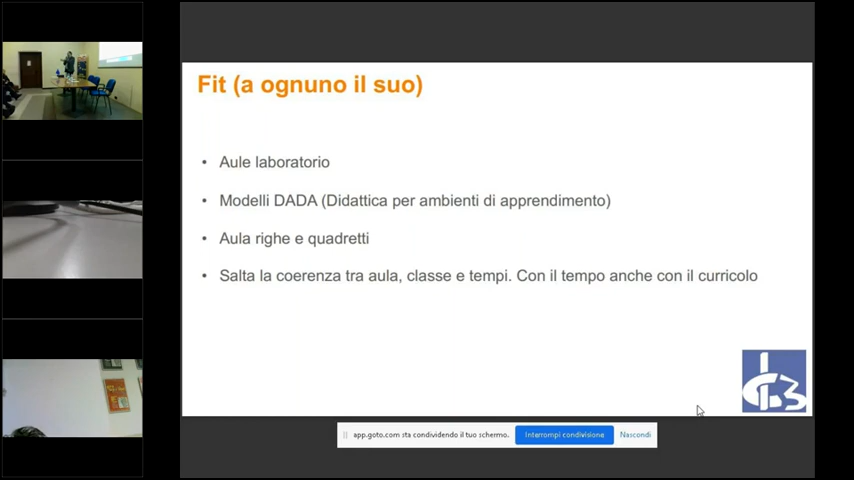 Fit (a ognuno il suo)
• Aule laboratorio
• Modelli DADA (Didattica per ambienti di apprendimento)
• Aula righe e quadretti
• Salta la coerenza tra aula, classe e tempi. Con il tempo anche con il curricolo
app.goto.com sta condividendo il tuo schermo.
Interrompi condivisione
Nascondi